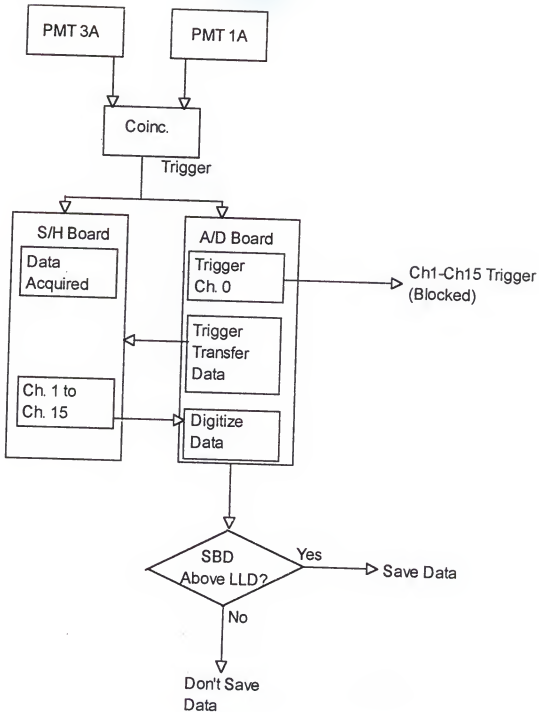 PMT 3A
PMT 1A
Coinc.
Trigger
S/H Board
A/D Board
Data
Acquired
Trigger
Ch. 0
Ch1-Ch15 Trigger
(Blocked)
Trigger
Transfer
Data
Ch. 1 to
Ch. 15
Digitize
Data
SBD
Above LLD?
Yes
Save Data
No
Don't Save
Data